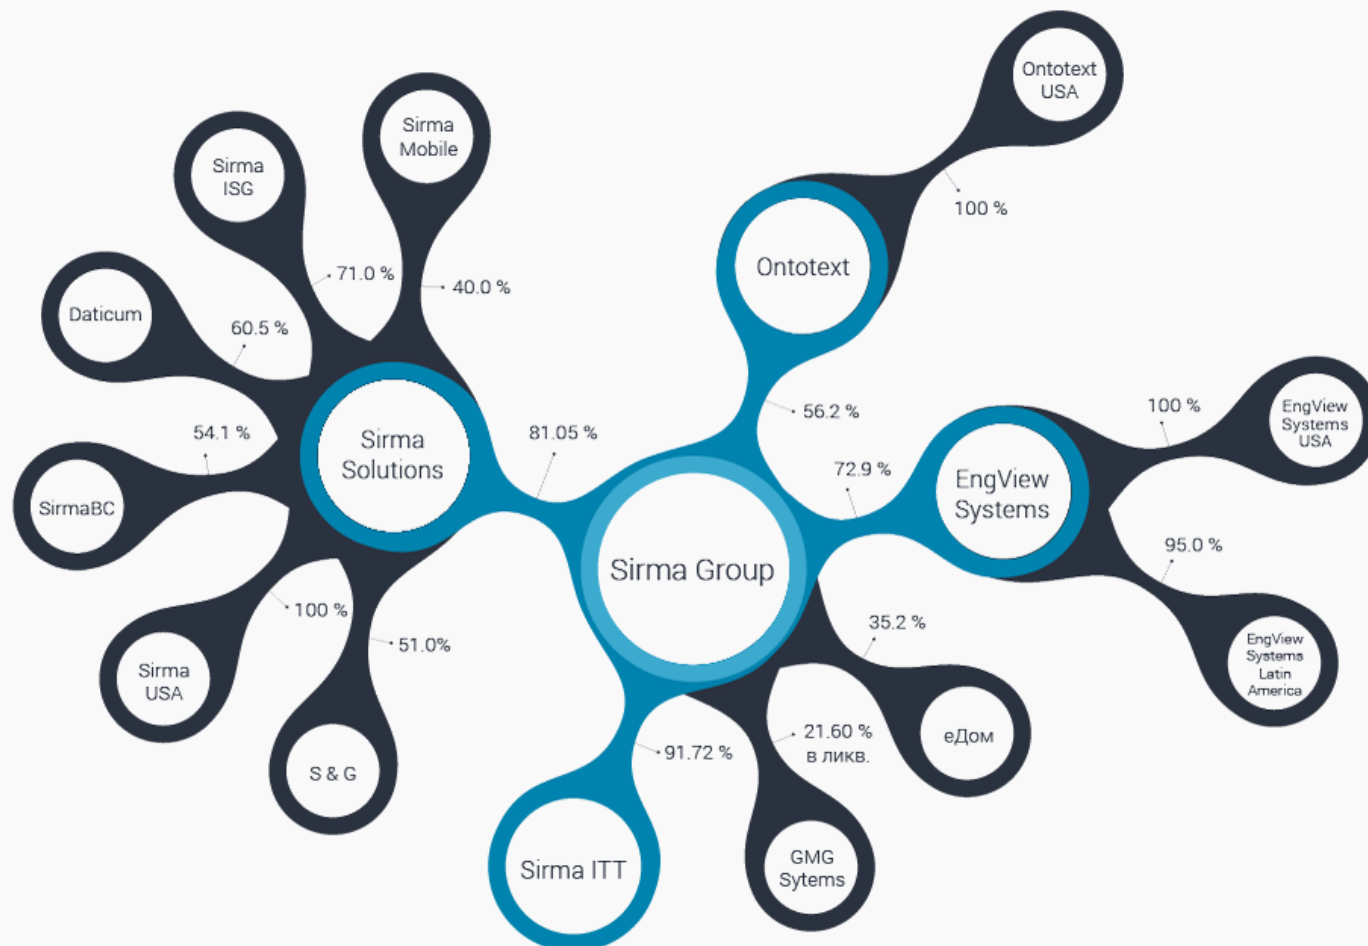 Ontotext
USA
Sirma
Mobile
Sirma
ISG
100 %
71.0 %
40.0 %
Ontotext
Daticum
60.5 %
56.2 %
100 %
EngView
Systems
USA
54.1 %
81.05 %
Sirma
Solutions
72.9 %
EngView
Systems
SirmaBC
95.0 %
Sirma Group
100 %
51.0%
35.2 %
EngView
Systems
Latin
America
Sirma
USA
21.60 %
в ликв.
еДом
91.72 %
S & G
Sirma ITT
GMG
Sytems